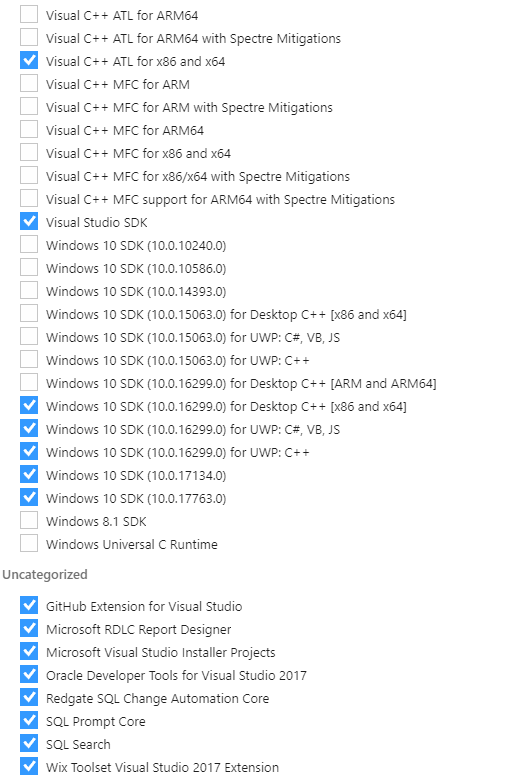 Visual C++ ATL for ARM64
Visual C++ ATL for ARM64 with Spectre Mitigations
Visual C++ ATL for x86 and x64
Visual C++ MFC for ARM
Visual C++ MFC for ARM with Spectre Mitigations
Visual C++ MFC for ARM64
Visual C++ MFC for x86 and x64
Visual C++ MFC for x86/x64 with Spectre Mitigations
Visual C++ MFC support for ARM64 with Spectre Mitigations
Visual Studio SDK
Windows 10 SDK (10.0.10240.0)
Windows 10 SDK (10.0.10586.0)
Windows 10 SDK (10.0.14393.0)
Windows 10 SDK (10.0.15063.0) for Desktop C++ [x86 and x64]
Windows 10 SDK (10.0.15063.0) for UWP: C#, VB, JS
Windows 10 SDK (10.0.15063.0) for UWP: C++
Windows 10 SDK (10.0.16299.0) for Desktop C++ [ARM and ARM64]
Windows 10 SDK (10.0.16299.0) for Desktop C++ [x86 and x64]
Windows 10 SDK (10.0.16299.0) for UWP: C#, VB, JS
Windows 10 SDK (10.0.16299.0) for UWP: C++
Windows 10 SDK (10.0.17134.0)
Windows 10 SDK (10.0.17763.0)
Windows 8.1 SDK
Windows Universal C Runtime
Uncategorized
GitHub Extension for Visual Studio
Microsoft RDLC Report Designer
Microsoft Visual Studio Installer Projects
Oracle Developer Tools for Visual Studio 2017
Redgate SQL Change Automation Core
SQL Prompt Core
SQL Search
Wix Toolset Visual Studio 2017 Extension